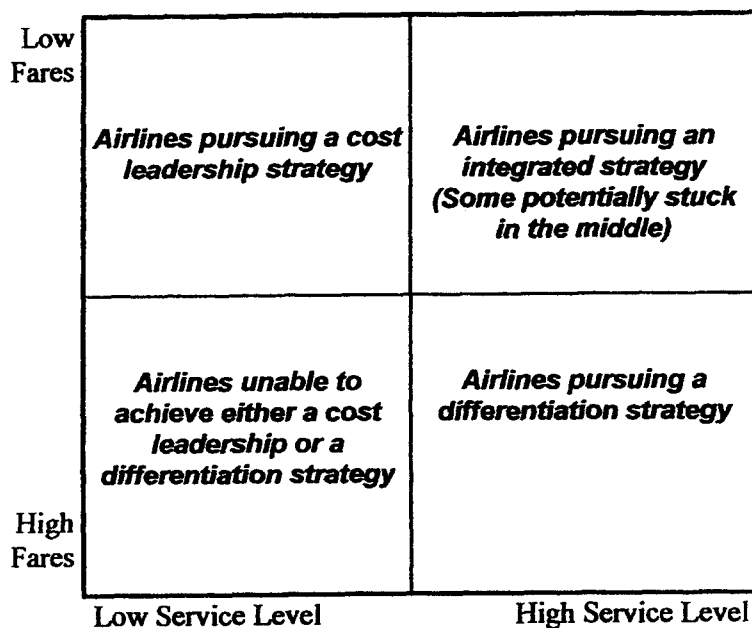 Low
Fares
Airlines pursuing a cost
leadership strategy
Airlines pursuing an
integrated strategy
(Some potentially stuck
in the middle)
Airlines unable to
achieve either a cost
leadership or a
differentiation strategy
Airlines pursuing a
differentiation strategy
High
Fares
Low Service Level
High Service Level